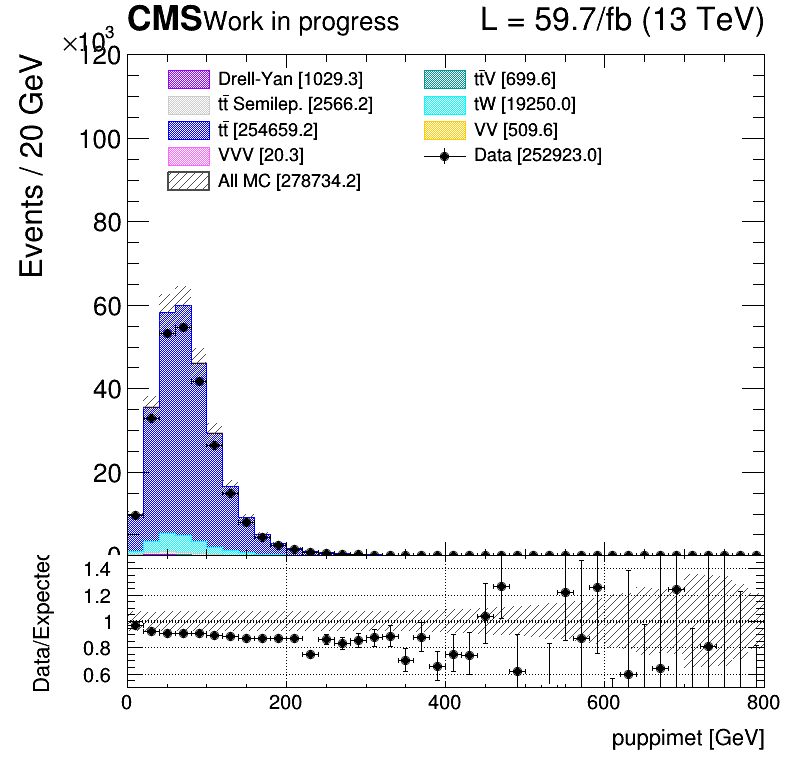 CMS Work in progress L = 59.7/fb (13 TeV)
×10³
Events / 20 GeV
120
100
80
60
40
20
0
Drell-Yan [1029.3]
tt̄ Semilep. [2566.2]
tt̄ [254659.2]
VVV [20.3]
All MC [278734.2]
tt̄V [699.6]
tW [19250.0]
VV [509.6]
Data [252923.0]
Data/Expected
1.4
1.2
1
0.8
0.6
0 200 400 600 800
puppimet [GeV]